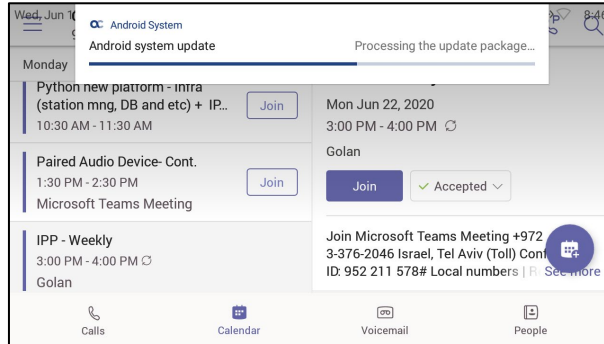 Wed, Jun 1
8:46
Android System
Android system update
Processing the update package...
Monday
Python new platform - Infra
(station mng, DB and etc) + IP...
10:30 AM - 11:30 AM
Join
Paired Audio Device- Cont.
1:30 PM - 2:30 PM
Microsoft Teams Meeting
Join
IPP - Weekly
3:00 PM - 4:00 PM
Golan
Mon Jun 22, 2020
3:00 PM - 4:00 PM
Golan
Join
Accepted
Join Microsoft Teams Meeting +972
3-376-2046 Israel, Tel Aviv (Toll) Conf
ID: 952 211 578# Local numbers | R See more
Calls
Calendar
Voicemail
People